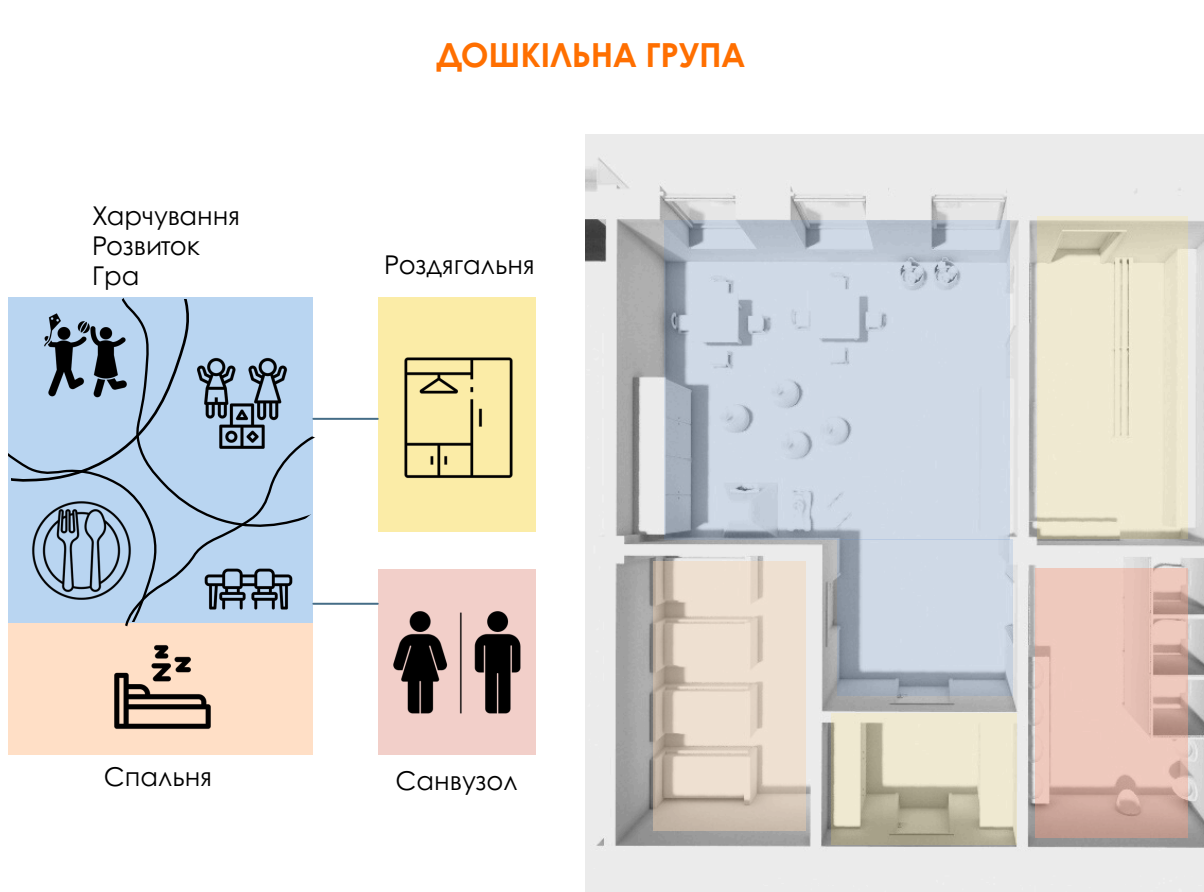 ДОШКІЛЬНА ГРУПА
Харчування
Розвиток
Гра
Роздягальня
Спальня
Санвузол